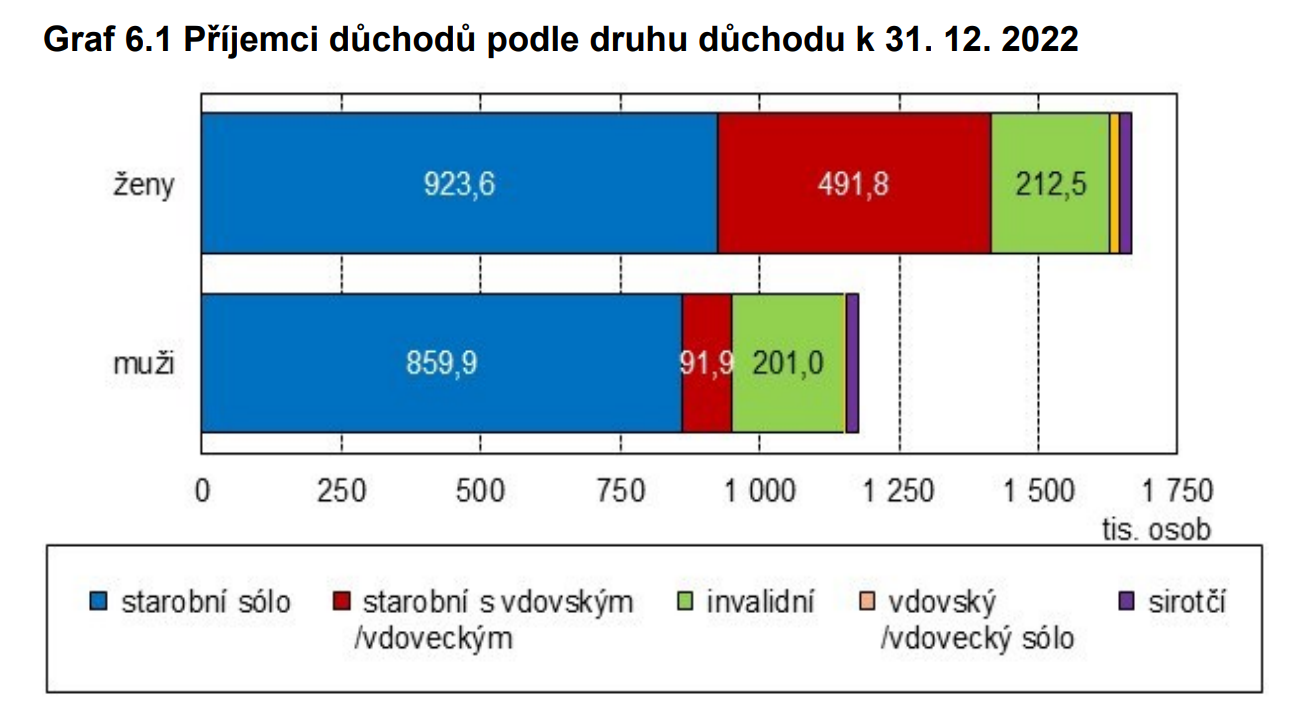 Graf 6.1 Příjemci důchodů podle druhu důchodu k 31. 12. 2022
ženy
923,6
491,8
212,5
muži
859,9
91,9
201,0
0 250 500 750 1 000 1 250 1 500 1 750
tis. osob
starobní sólo
starobní s vdovským
/vdoveckým
invalidní
vdovský
/vdovecký sólo
sirotčí